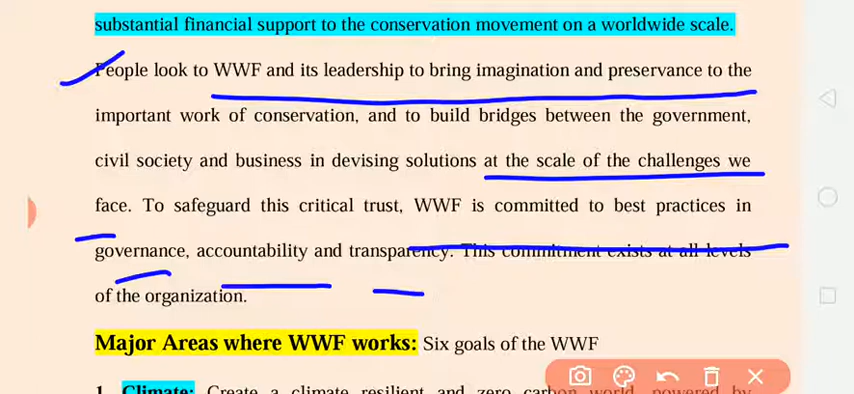 substantial financial support to the conservation movement on a worldwide scale.
People look to WWF and its leadership to bring imagination and preservance to the
important work of conservation, and to build bridges between the government,
civil society and business in devising solutions at the scale of the challenges we
face. To safeguard this critical trust, WWF is committed to best practices in
governance, accountability and transparency. This commitment exists at all levels
of the organization.
Major Areas where WWF works: Six goals of the WWF
1. Climate: Create a climate resilient and zero carbon world, powered by